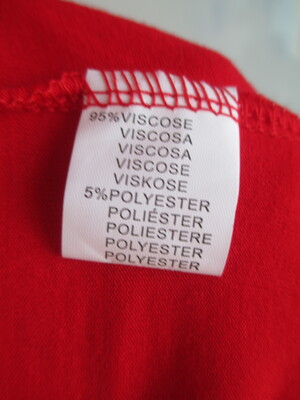 95%VISCOSE
VISCOSA
VISCOSA
VISCOSE
VISKOSE
5%POLYESTER
POLIÉSTER
POLIESTERE
POLYESTER
POLYESTER